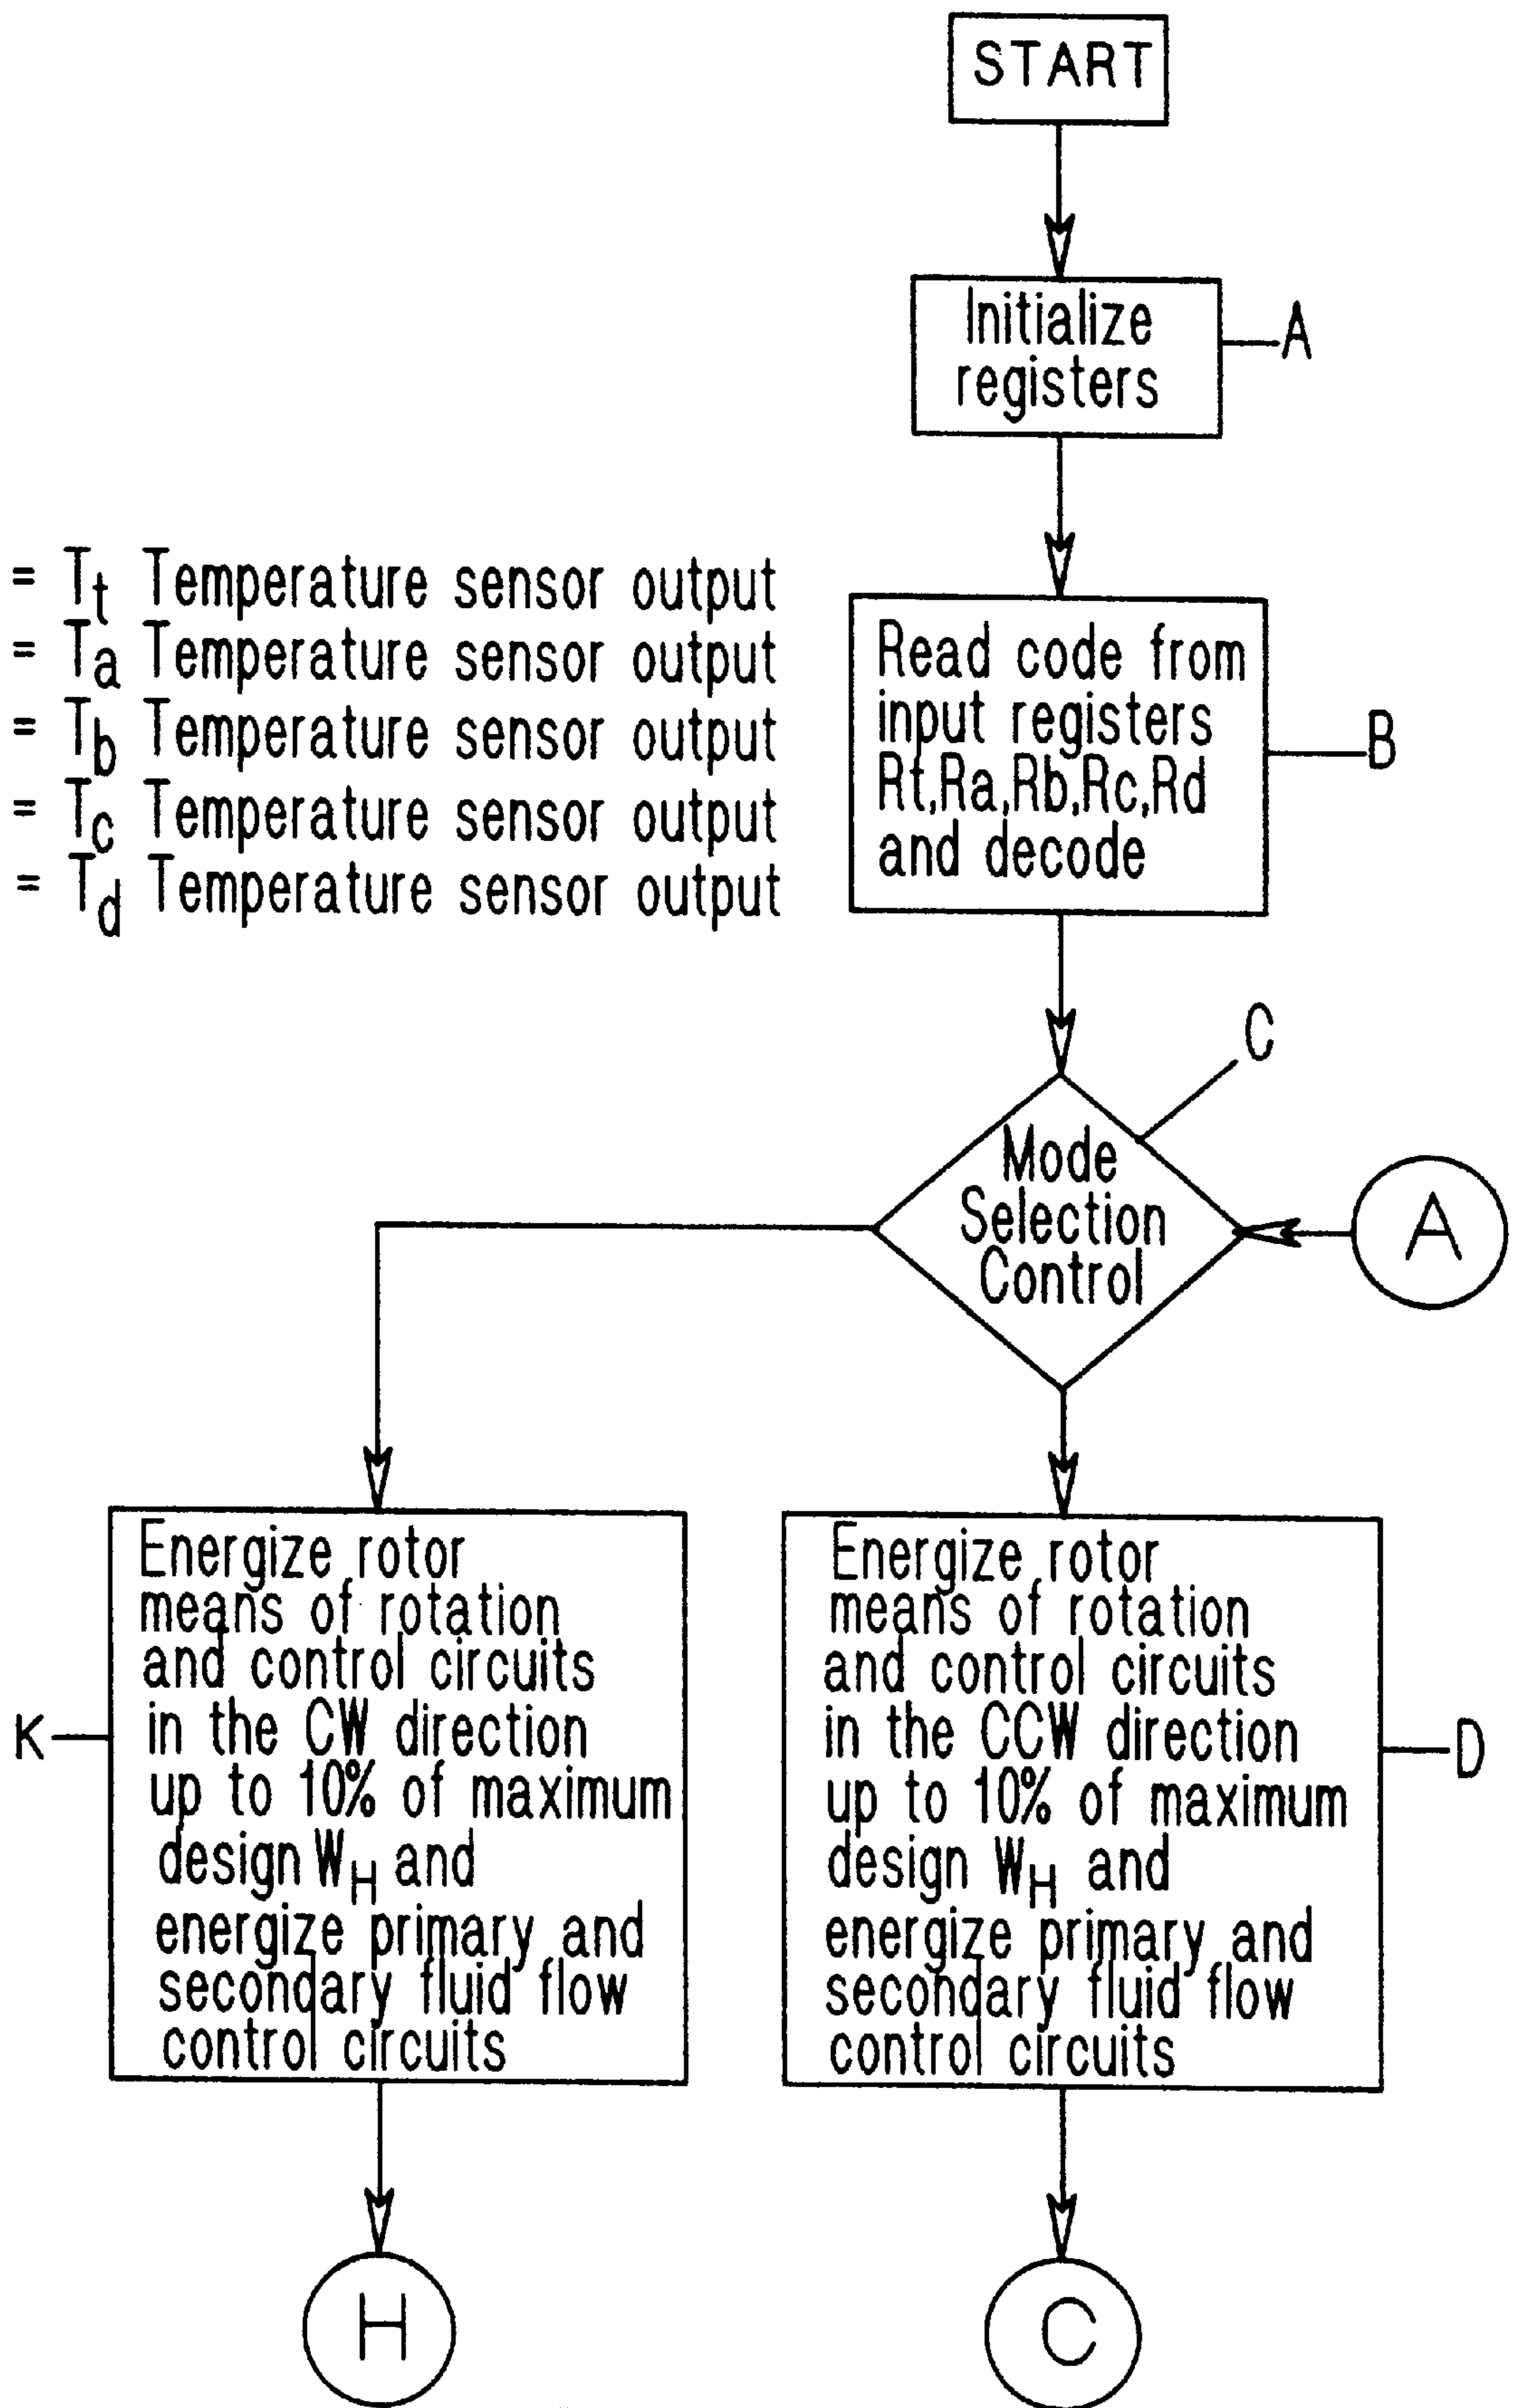 START
Initialize
registers
A
= Tt Temperature sensor output
= Ta Temperature sensor output
= Tb Temperature sensor output
= Tc Temperature sensor output
= Td Temperature sensor output
Read code from
input registers
Rt,Ra,Rb,Rc,Rd
and decode
B
C
Mode
Selection
Control
A
Energize rotor
means of rotation
and control circuits
in the CW direction
up to 10% of maximum
design WH and
energize primary and
secondary fluid flow
control circuits
K
Energize rotor
means of rotation
and control circuits
in the CCW direction
up to 10% of maximum
design WH and
energize primary and
secondary fluid flow
control circuits
D
H
C